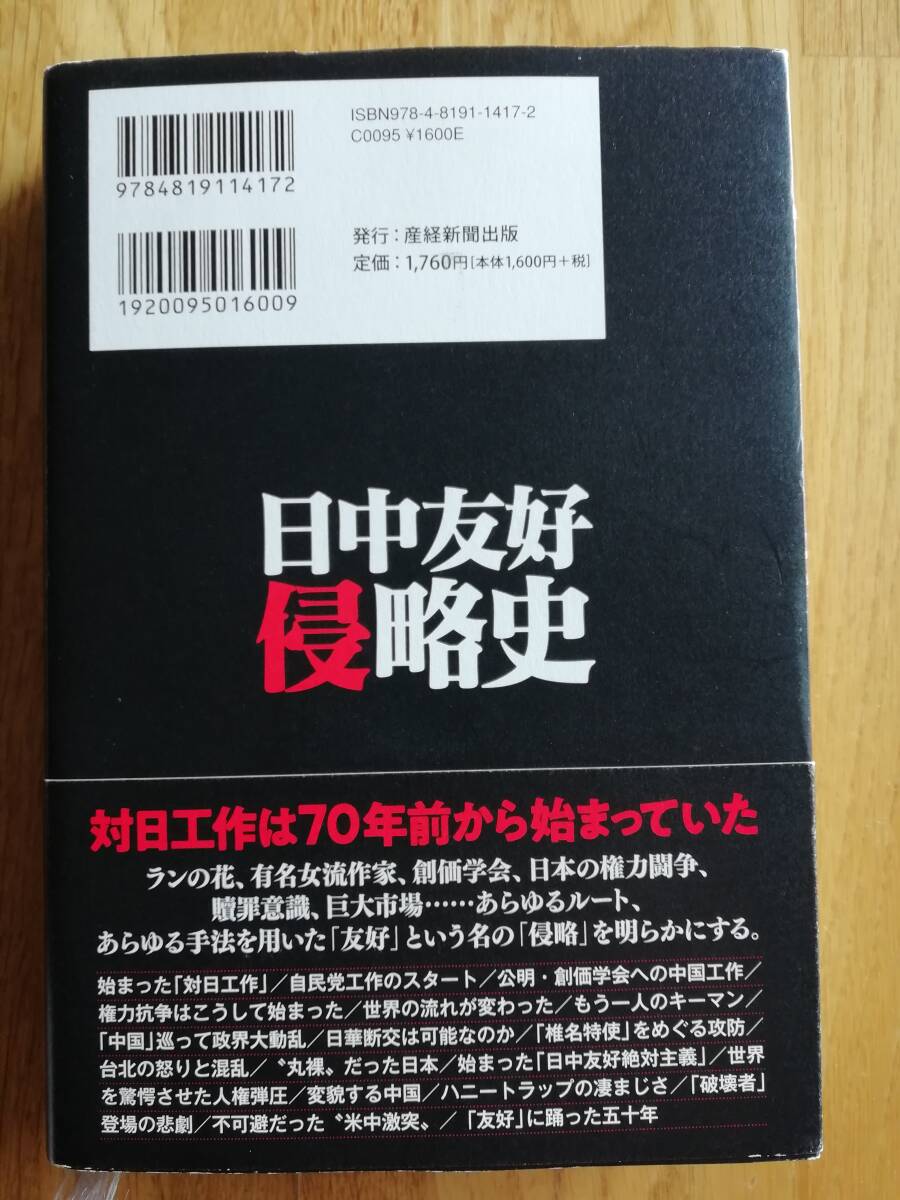 ISBN978-4-8191-1417-2
C0095 ¥1600E
9784819114172
発行：産経新聞出版
定価：1,760円[本体1,600円＋税]
1920095016009
日中友好
侵略史
対日工作は70年前から始まっていた
ランの花、有名女流作家、創価学会、日本の権力闘争、
贖罪意識、巨大市場……あらゆるルート、
あらゆる手法を用いた「友好」という名の「侵略」を明らかにする。
始まった「対日工作」／自民党工作のスタート／公明・創価学会への中国工作／
権力抗争はこうして始まった／世界の流れが変わった／もう一人のキーマン／
「中国」巡って政界大動乱／日華断交は可能なのか／「椎名特使」をめぐる攻防／
台北の怒りと混乱／〝丸裸〟だった日本／始まった「日中友好絶対主義」／世界
を驚愕させた人権弾圧／変貌する中国／ハニートラップの凄まじさ／「破壊者」
登場の悲劇／不可避だった〝米中激突〟／「友好」に踊った五十年